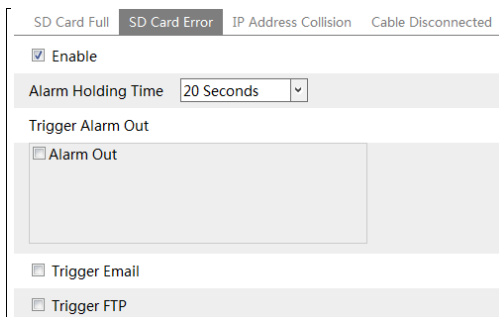 SD Card Full SD Card Error IP Address Collision Cable Disconnected
Enable
Alarm Holding Time 20 Seconds
Trigger Alarm Out
Alarm Out
Trigger Email
Trigger FTP